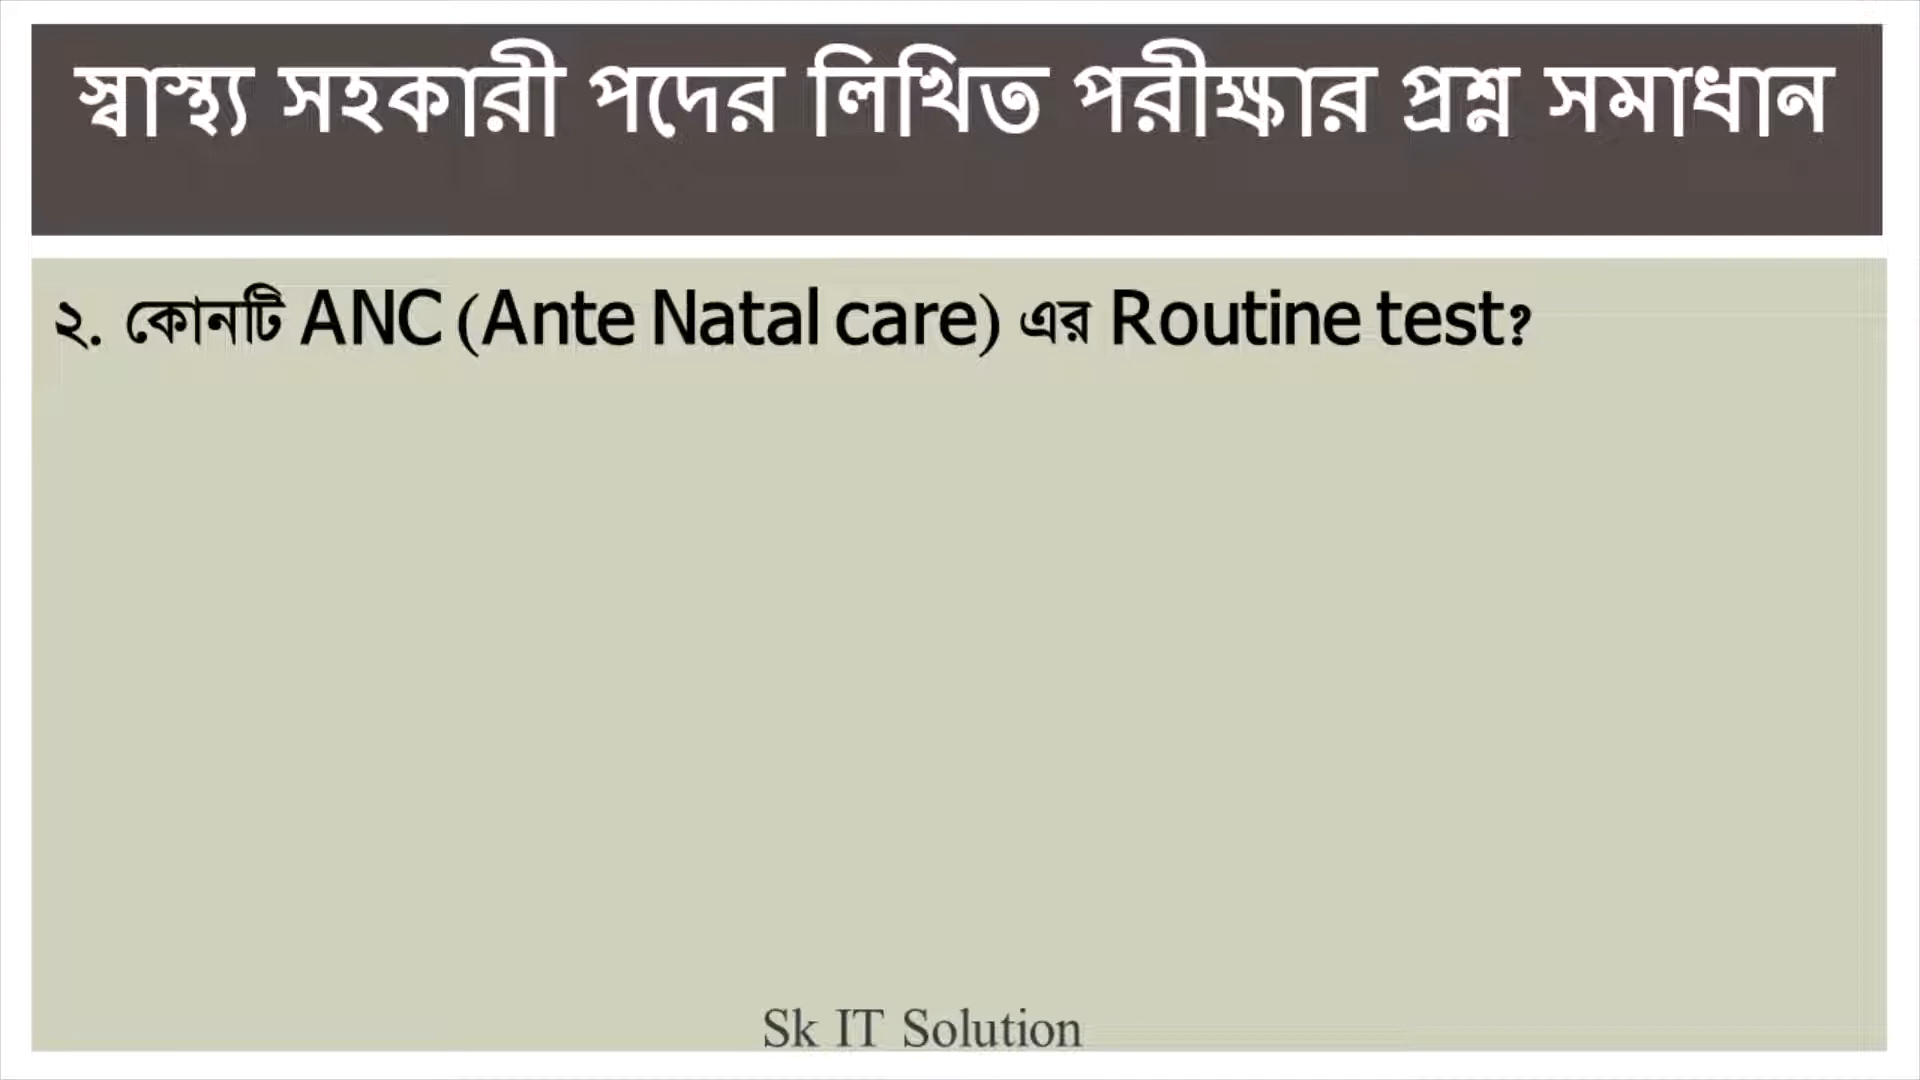 স্বাস্থ্য সহকারী পদের লিখিত পরীক্ষার প্রশ্ন সমাধান
২. কোনটি ANC (Ante Natal care) এর Routine test?
Sk IT Solution